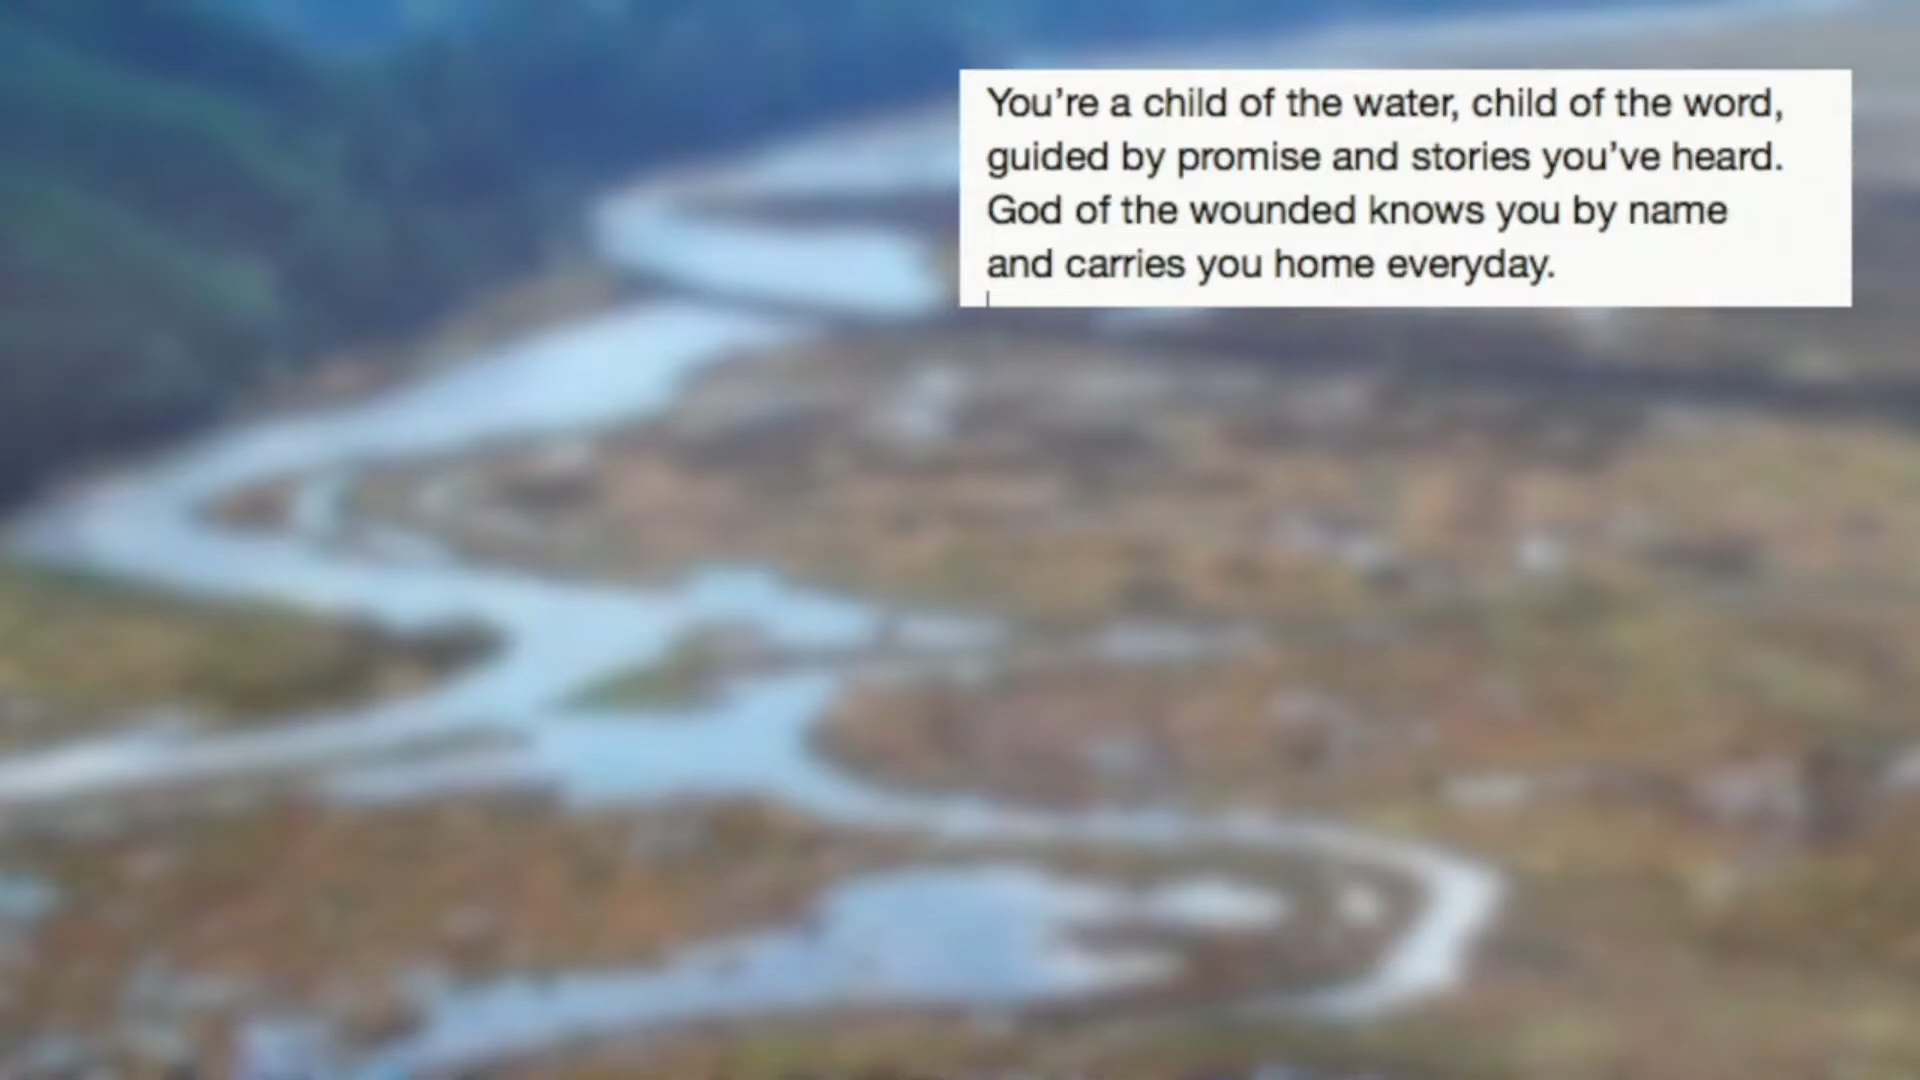 You’re a child of the water, child of the word,
guided by promise and stories you’ve heard.
God of the wounded knows you by name
and carries you home everyday.